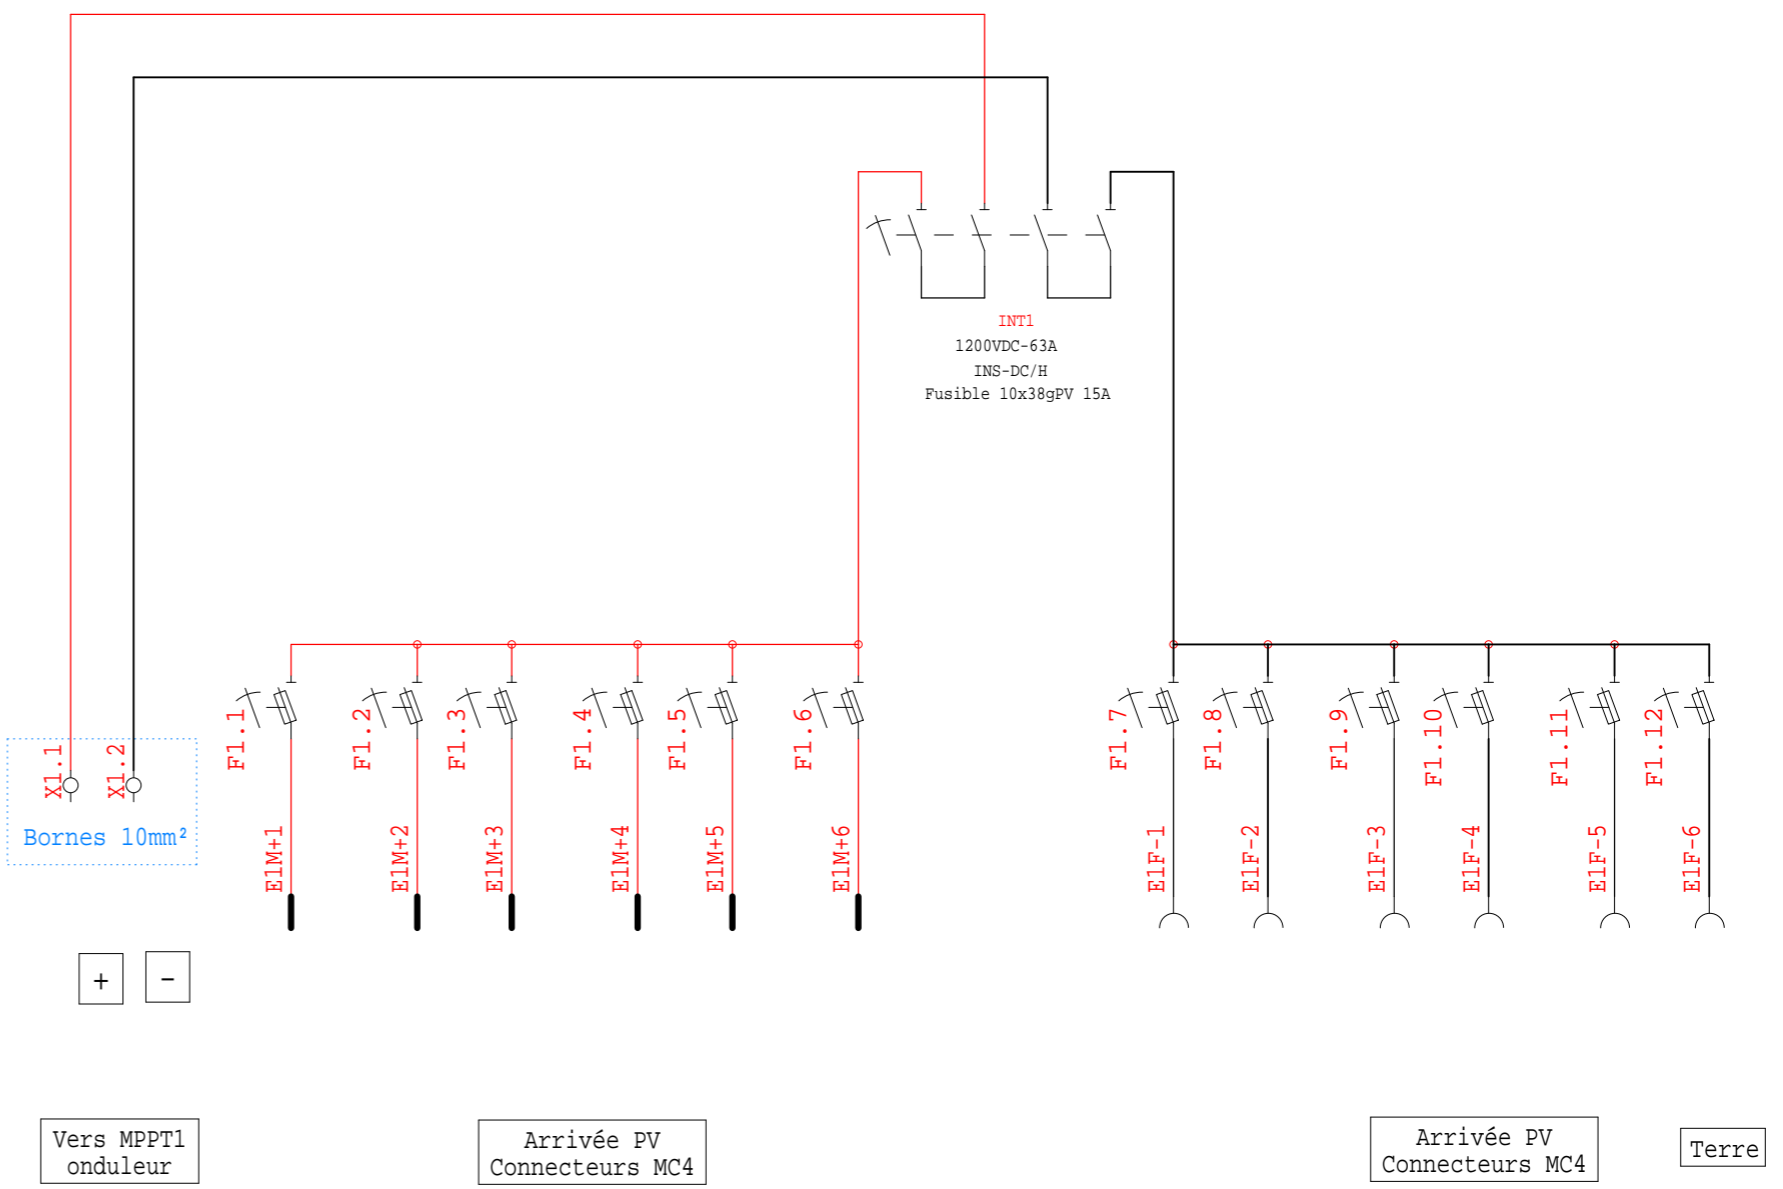 INT1
1200VDC-63A
INS-DC/H
Fusible 10x38gPV 15A
F1.1
F1.2
F1.3
F1.4
F1.5
F1.6
F1.7
F1.8
F1.9
F1.10
F1.11
F1.12
X1.1
X1.2
Bornes 10mm²
E1M+1
E1M+2
E1M+3
E1M+4
E1M+5
E1M+6
E1F-1
E1F-2
E1F-3
E1F-4
E1F-5
E1F-6
+
-
Vers MPPT1
onduleur
Arrivée PV
Connecteurs MC4
Arrivée PV
Connecteurs MC4
Terre